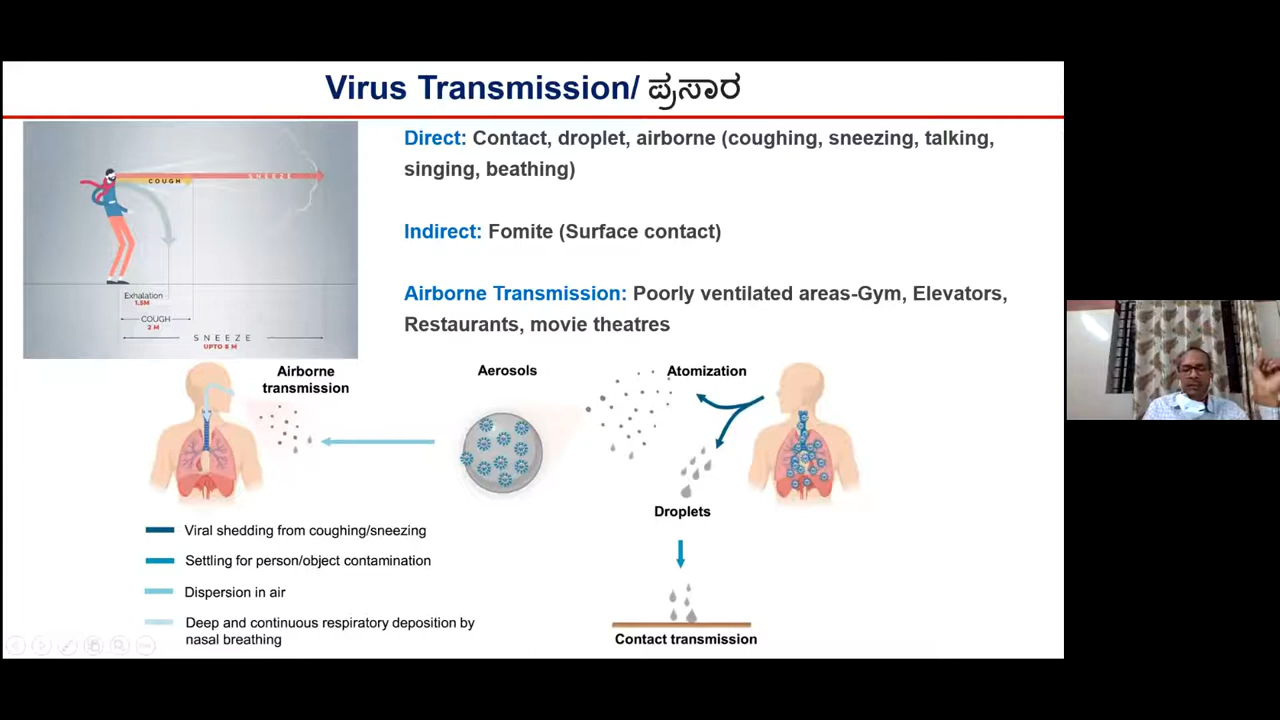 Virus Transmission/ ಪ್ರಸಾರ
COUGH
SNEEZE
Exhalation
1.5M
COUGH
2 M
SNEEZE
UPTO 8 M
Direct: Contact, droplet, airborne (coughing, sneezing, talking,
singing, beathing)
Indirect: Fomite (Surface contact)
Airborne Transmission: Poorly ventilated areas-Gym, Elevators,
Restaurants, movie theatres
Airborne
transmission
Aerosols
Atomization
Droplets
Contact transmission
Viral shedding from coughing/sneezing
Settling for person/object contamination
Dispersion in air
Deep and continuous respiratory deposition by
nasal breathing